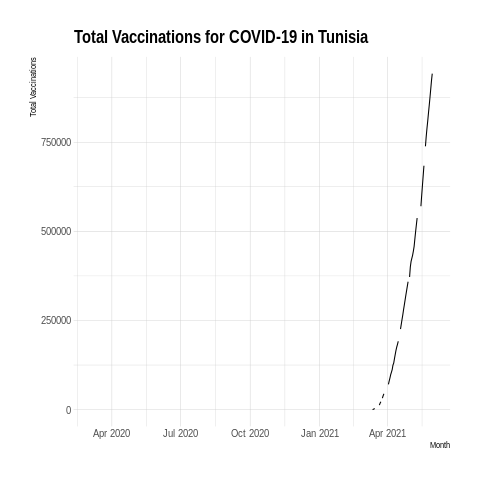 Total Vaccinations for COVID-19 in Tunisia
Total Vaccinations
750000
500000
250000
0
Apr 2020 Jul 2020 Oct 2020 Jan 2021 Apr 2021
Month